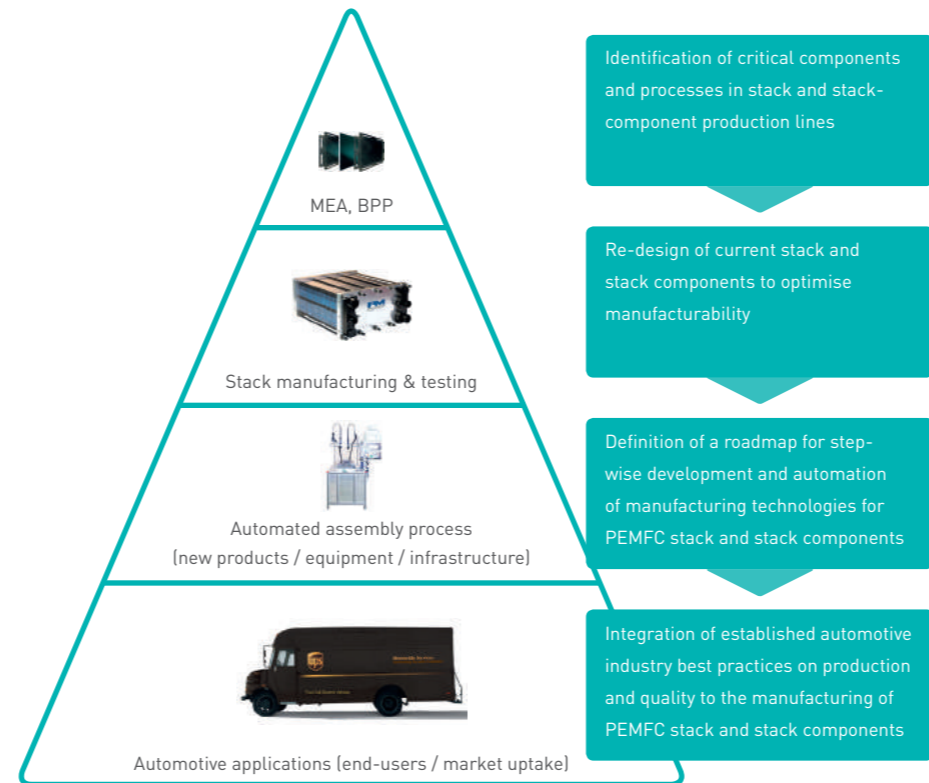 MEA, BPP
Stack manufacturing & testing
Automated assembly process
(new products / equipment / infrastructure)
ups
Automotive applications (end-users / market uptake)
Identification of critical components
and processes in stack and stack-
component production lines
Re-design of current stack and
stack components to optimise
manufacturability
Definition of a roadmap for step-
wise development and automation
of manufacturing technologies for
PEMFC stack and stack components
Integration of established automotive
industry best practices on production
and quality to the manufacturing of
PEMFC stack and stack components